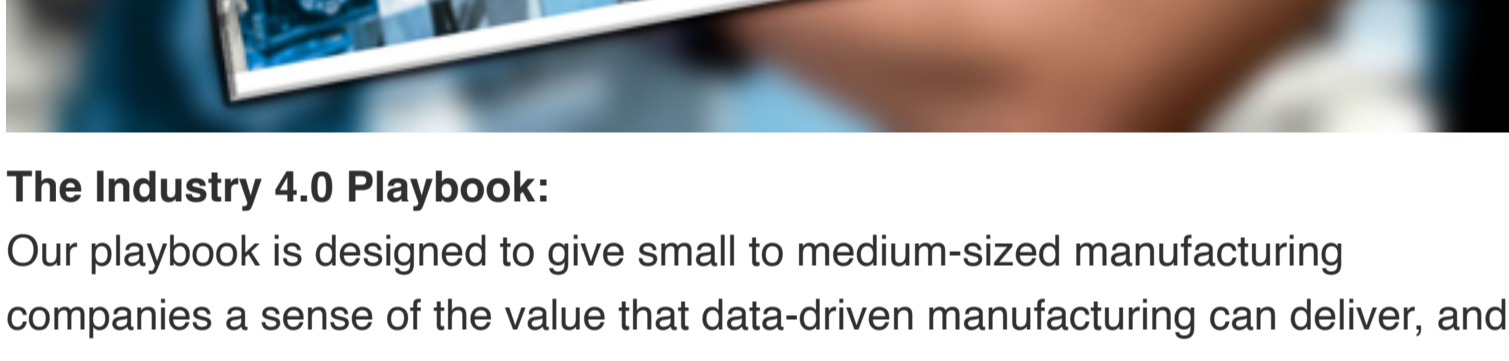 The Industry 4.0 Playbook:
Our playbook is designed to give small to medium-sized manufacturing
companies a sense of the value that data-driven manufacturing can deliver, and